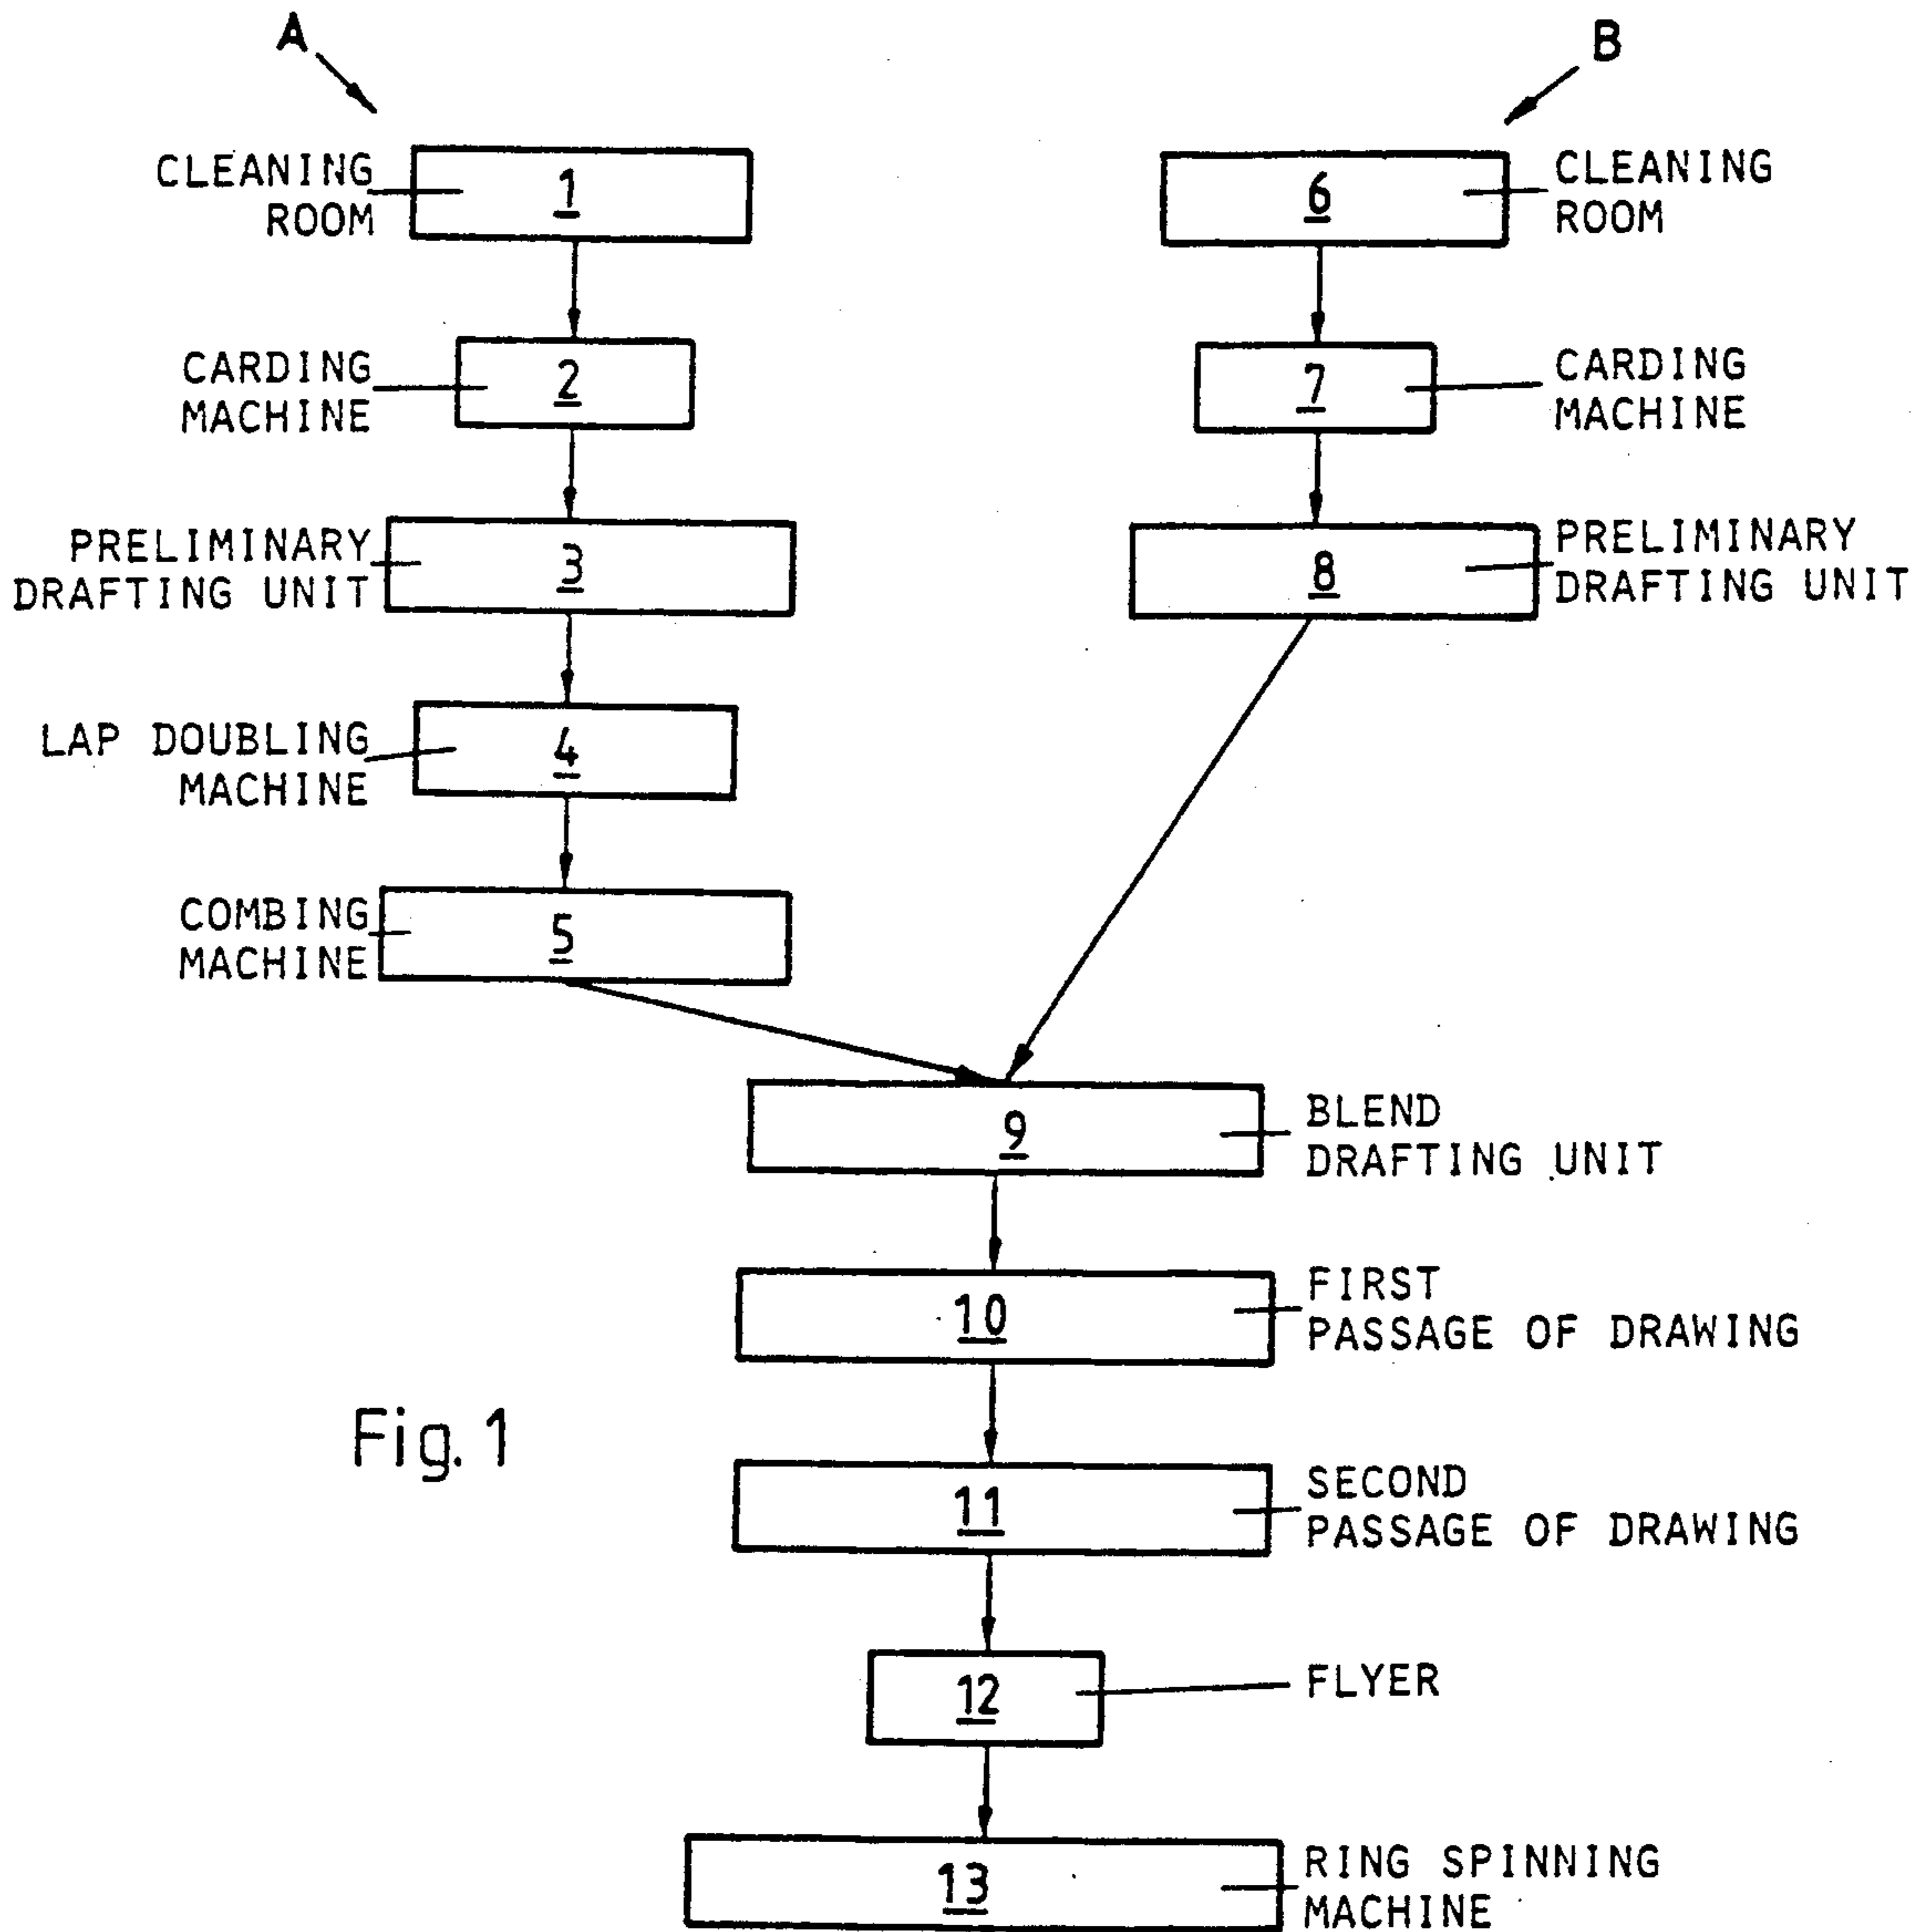 A
B
CLEANING
ROOM
1
6
CLEANING
ROOM
CARDING
MACHINE
2
7
CARDING
MACHINE
PRELIMINARY
DRAFTING UNIT
3
8
PRELIMINARY
DRAFTING UNIT
LAP DOUBLING
MACHINE
4
COMBING
MACHINE
5
9
BLEND
DRAFTING UNIT
10
FIRST
PASSAGE OF DRAWING
Fig. 1
11
SECOND
PASSAGE OF DRAWING
12
FLYER
13
RING SPINNING
MACHINE